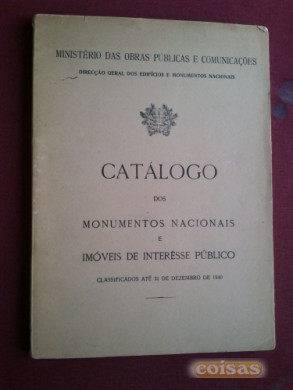 MINISTÉRIO DAS OBRAS PÚBLICAS E COMUNICAÇÕES
DIRECÇÃO GERAL DOS EDIFÍCIOS E MONUMENTOS NACIONAIS
CATÁLOGO
DOS
MONUMENTOS NACIONAIS
E
IMÓVEIS DE INTERÊSSE PÚBLICO
CLASSIFICADOS ATÉ 31 DE DEZEMBRO DE
coisas